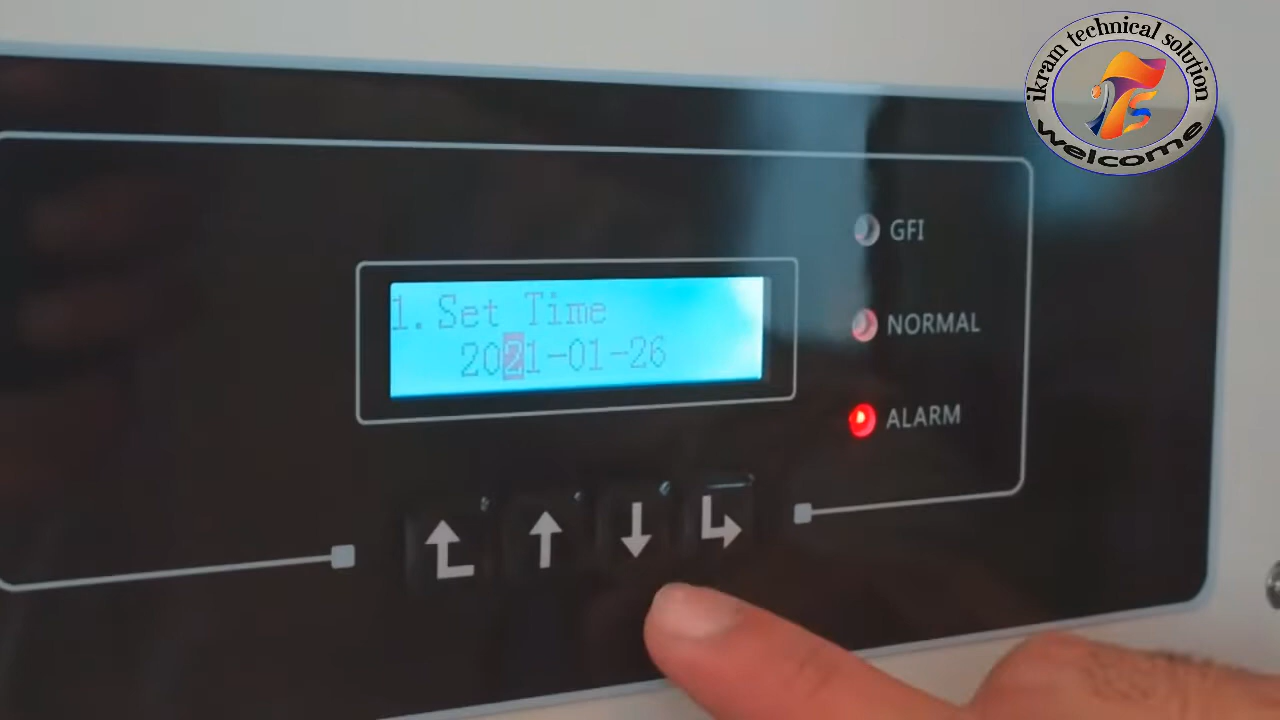 ikram technical solution
welcome
1. Set Time
2021-01-26
GFI
NORMAL
ALARM